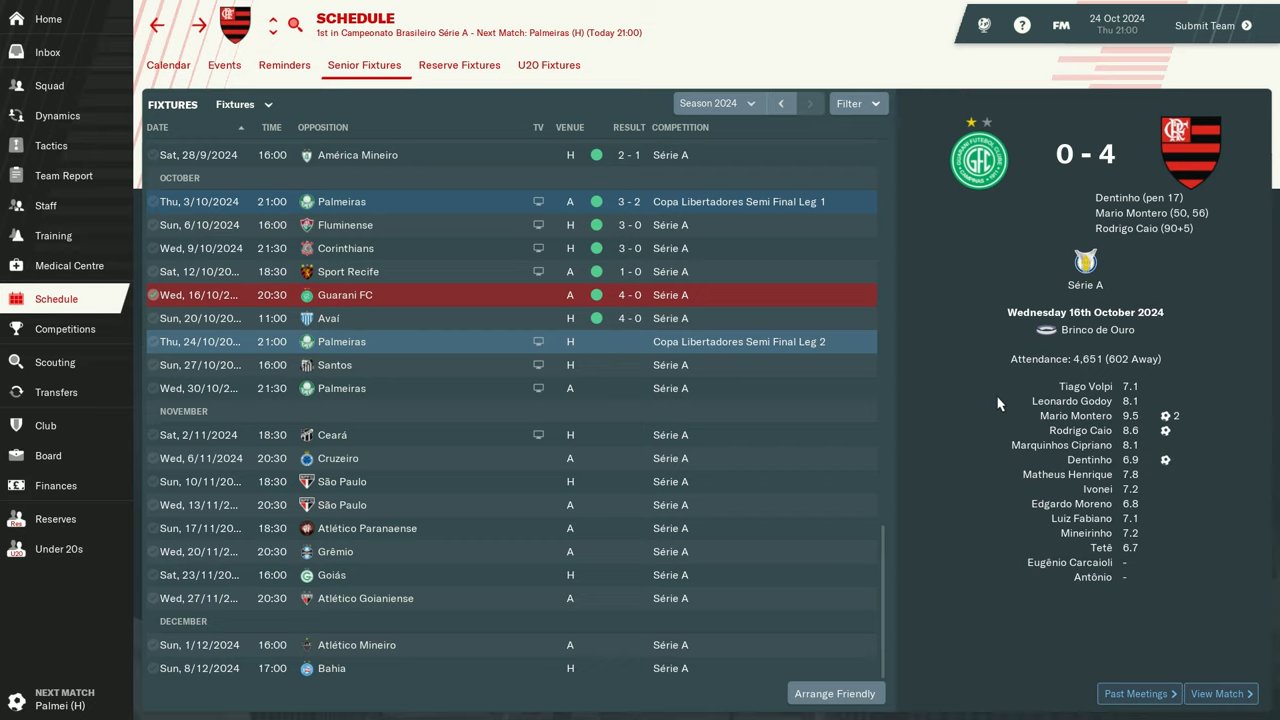 Home
Inbox
Squad
Dynamics
Tactics
Team Report
Staff
Training
Medical Centre
Schedule
Competitions
Scouting
Transfers
Club
Board
Finances
Res
Reserves
U20
Under 20s
NEXT MATCH
Palmei (H)
SCHEDULE
1st in Campeonato Brasileiro Série A - Next Match: Palmeiras (H) (Today 21:00)
? FM 24 Oct 2024
Thu 21:00
Submit Team
Calendar Events Reminders Senior Fixtures Reserve Fixtures U20 Fixtures
FIXTURES Fixtures Season 2024 Filter
DATE TIME OPPOSITION TV VENUE RESULT COMPETITION
Sat, 28/9/2024 16:00 América Mineiro H 2 - 1 Série A
OCTOBER
Thu, 3/10/2024 21:00 Palmeiras A 3 - 2 Copa Libertadores Semi Final Leg 1
Sun, 6/10/2024 16:00 Fluminense H 3 - 0 Série A
Wed, 9/10/2024 21:30 Corinthians H 3 - 0 Série A
Sat, 12/10/20... 18:30 Sport Recife A 1 - 0 Série A
Wed, 16/10/2... 20:30 Guarani FC A 4 - 0 Série A
Sun, 20/10/20... 11:00 Avaí H 4 - 0 Série A
Thu, 24/10/20... 21:00 Palmeiras H Copa Libertadores Semi Final Leg 2
Sun, 27/10/20... 16:00 Santos H Série A
Wed, 30/10/2... 21:30 Palmeiras A Série A
NOVEMBER
Sat, 2/11/2024 18:30 Ceará H Série A
Wed, 6/11/2024 20:30 Cruzeiro A Série A
Sun, 10/11/20... 18:30 São Paulo H Série A
Wed, 13/11/2... 20:30 São Paulo A Série A
Sun, 17/11/20... 18:30 Atlético Paranaense A Série A
Wed, 20/11/2... 20:30 Grêmio A Série A
Sat, 23/11/20... 16:00 Goiás H Série A
Wed, 27/11/2... 20:30 Atlético Goianiense A Série A
DECEMBER
Sun, 1/12/2024 16:00 Atlético Mineiro A Série A
Sun, 8/12/2024 17:00 Bahia H Série A
Arrange Friendly
0 - 4
Dentinho (pen 17)
Mario Montero (50, 56)
Rodrigo Caio (90+5)
Série A
Wednesday 16th October 2024
Brinco de Ouro
Attendance: 4,651 (602 Away)
Tiago Volpi 7.1
Leonardo Godoy 8.1
Mario Montero 9.5 2
Rodrigo Caio 8.6
Marquinhos Cipriano 8.1
Dentinho 6.9
Matheus Henrique 7.8
Ivonei 7.2
Edgardo Moreno 6.8
Luiz Fabiano 7.1
Mineirinho 7.2
Tetê 6.7
Eugênio Carcaioli -
Antônio -
Past Meetings View Match